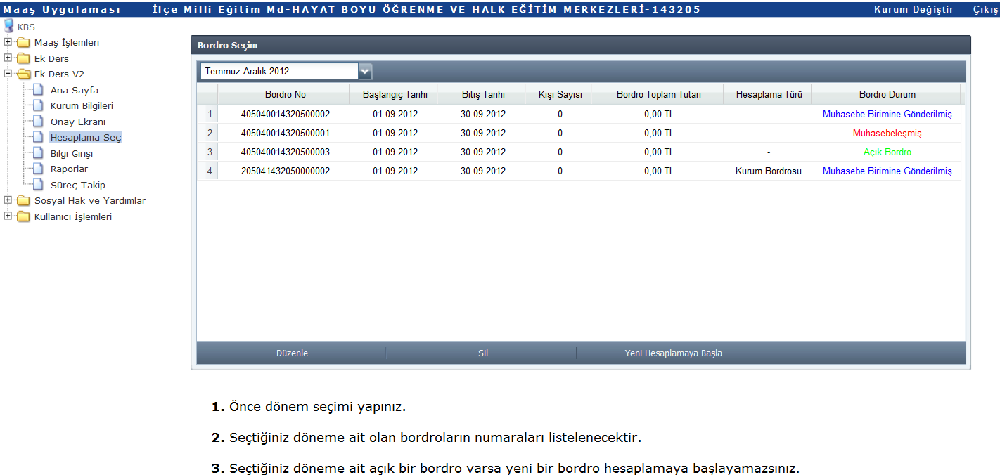 Maaş Uygulaması İlçe Milli Eğitim Md-HAYAT BOYU ÖĞRENME VE HALK EĞİTİM MERKEZLERİ-143205 Kurum Değiştir Çıkış
KBS
Maaş İşlemleri
Ek Ders
Ek Ders V2
Ana Sayfa
Kurum Bilgileri
Onay Ekranı
Hesaplama Seç
Bilgi Girişi
Raporlar
Süreç Takip
Sosyal Hak ve Yardımlar
Kullanıcı İşlemleri
Bordro Seçim
Temmuz-Aralık 2012
Bordro No Başlangıç Tarihi Bitiş Tarihi Kişi Sayısı Bordro Toplam Tutarı Hesaplama Türü Bordro Durum
1 405040014320500002 01.09.2012 30.09.2012 0 0,00 TL - Muhasebe Birimine Gönderilmiş
2 405040014320500001 01.09.2012 30.09.2012 0 0,00 TL - Muhasebeleşmiş
3 405040014320500003 01.09.2012 30.09.2012 0 0,00 TL - Açık Bordro
4 205041432050000002 01.09.2012 30.09.2012 0 0,00 TL Kurum Bordrosu Muhasebe Birimine Gönderilmiş
Düzenle Sil Yeni Hesaplamaya Başla
1. Önce dönem seçimi yapınız.
2. Seçtiğiniz döneme ait olan bordroların numaraları listelenecektir.
3. Seçtiğiniz döneme ait açık bir bordro varsa yeni bir bordro hesaplamaya başlayamazsınız.